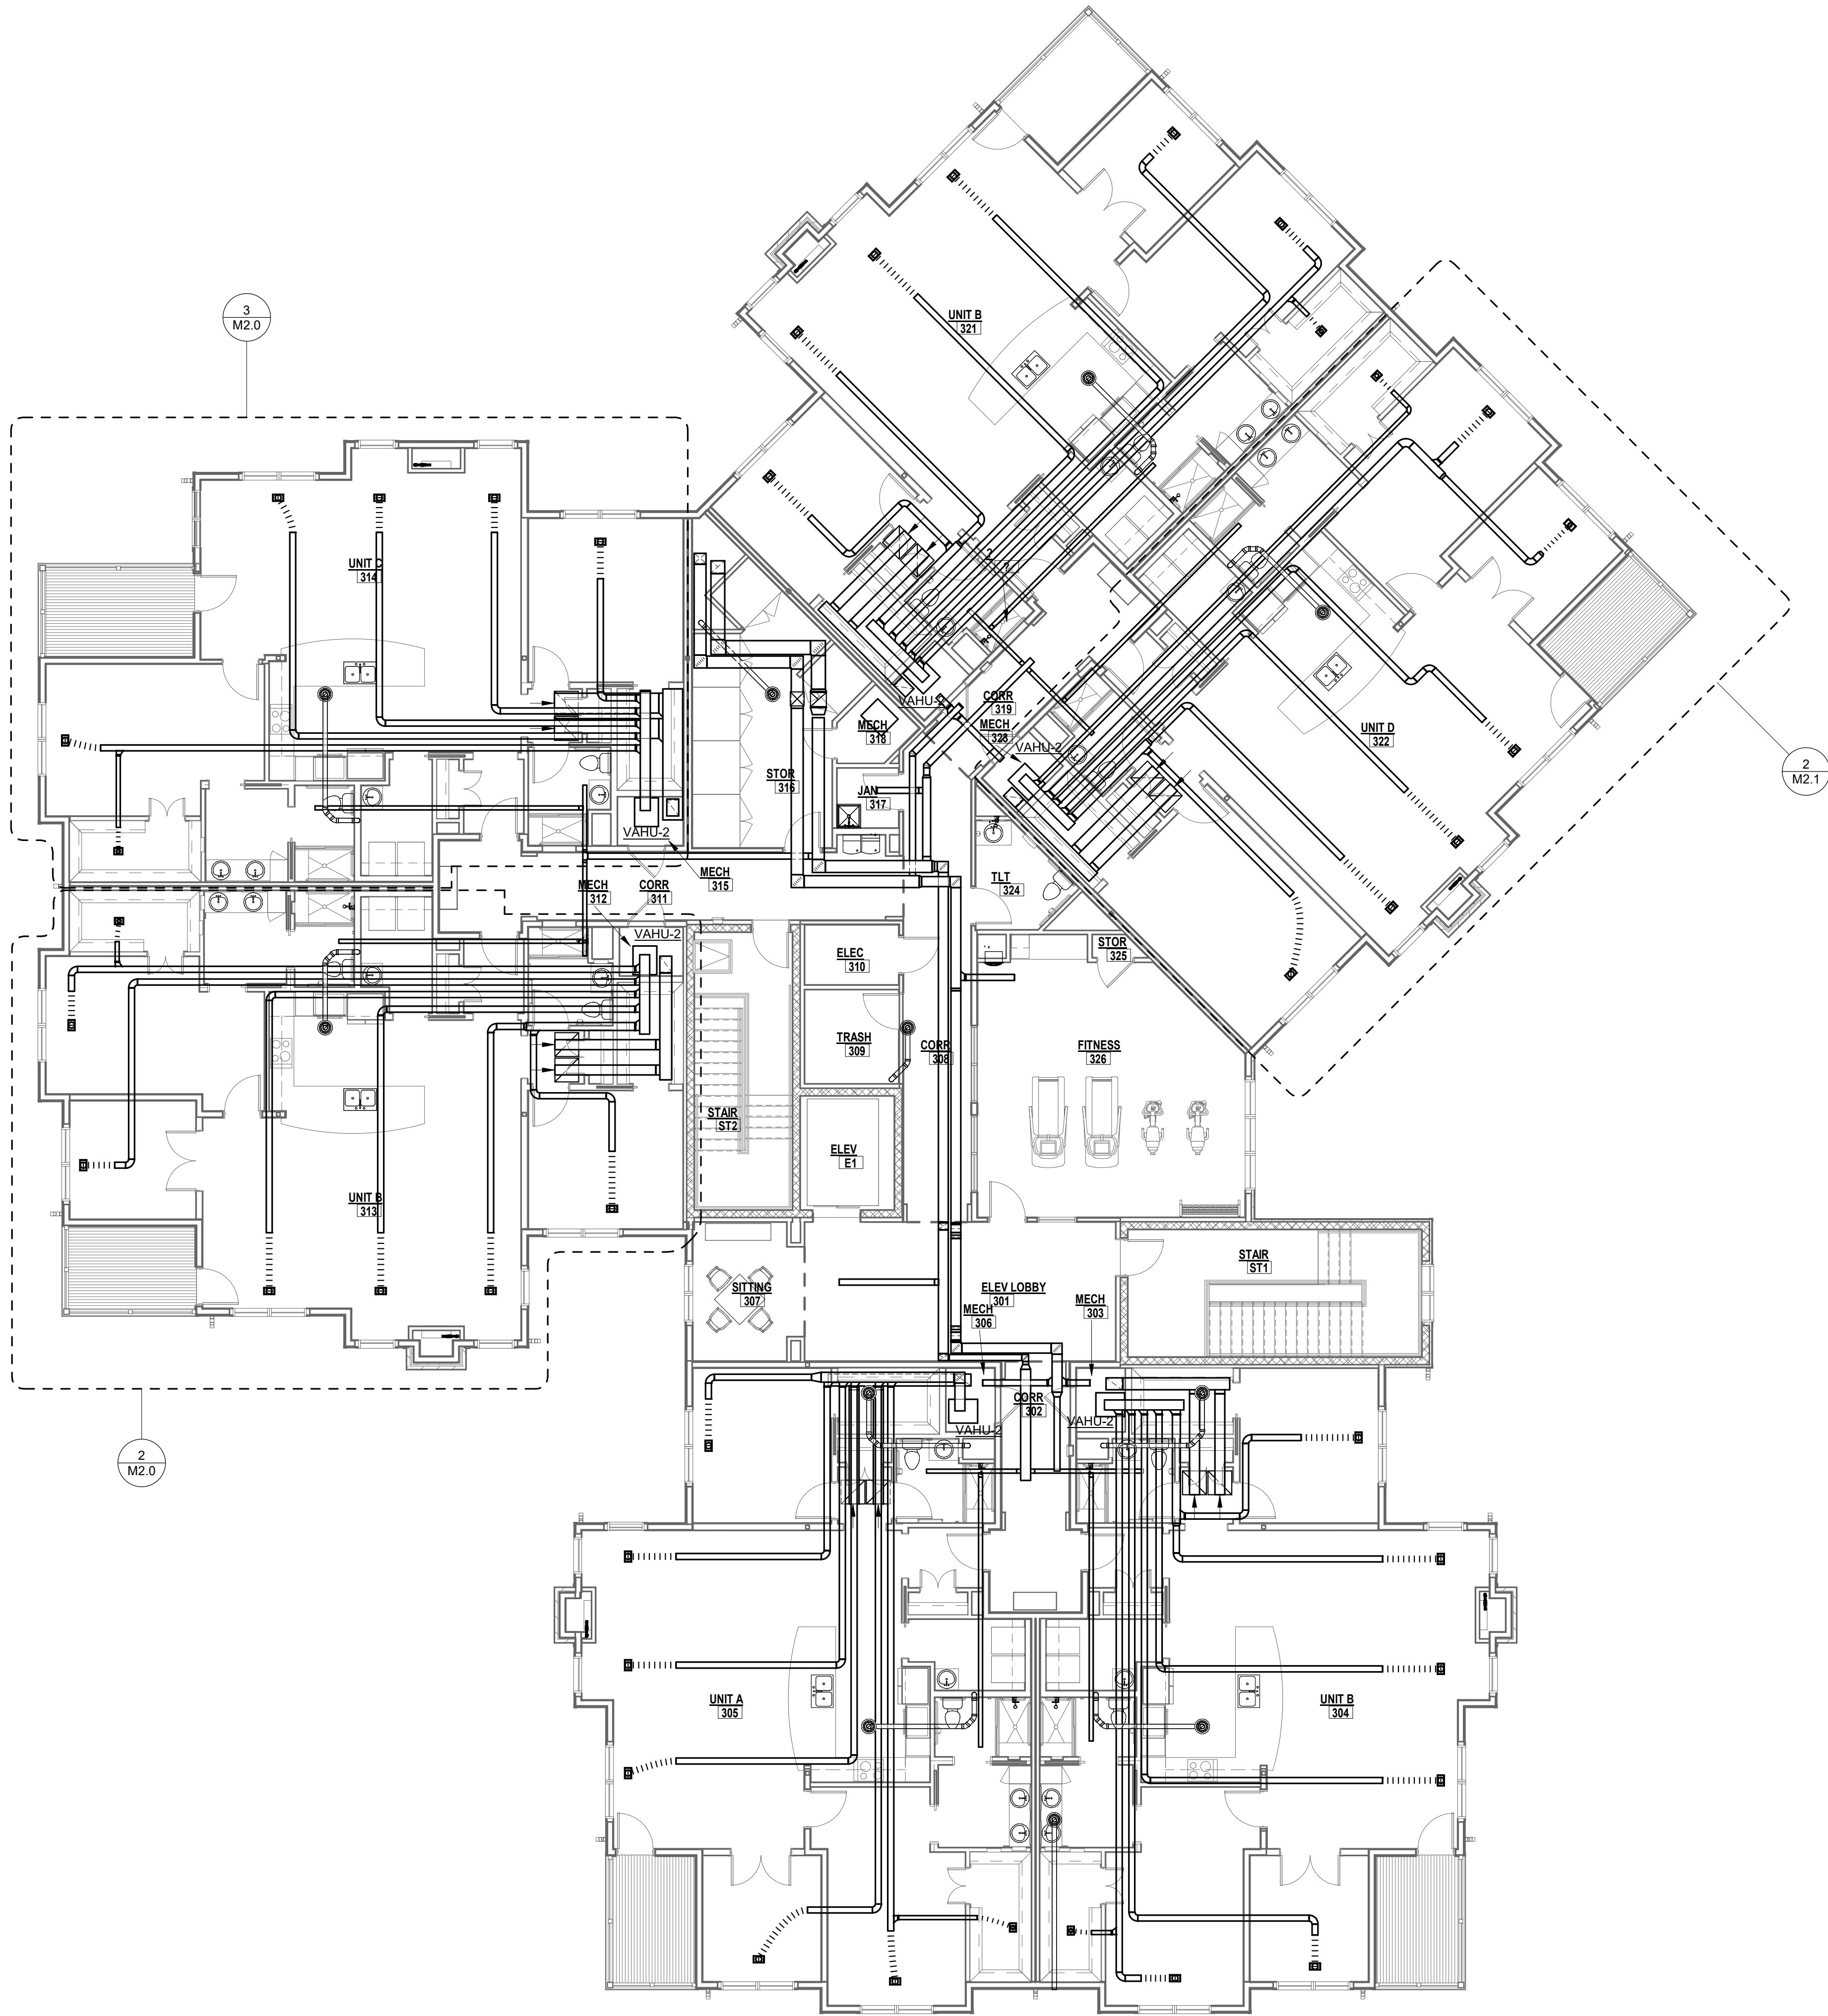 3
M2.0
UNIT B
321
UNIT C
314
UNIT D
322
2
M2.1
?
?
VAHU-2
CORR
319
MECH
318
MECH
323
VAHU-2
STOR
316
JAN
317
VAHU-2
MECH
315
MECH
312
CORR
311
TLT
324
VAHU-2
STOR
325
ELEC
310
TRASH
309
CORR
308
FITNESS
326
STAIR
ST2
ELEV
E1
UNIT B
313
STAIR
ST1
SITTING
307
ELEV LOBBY
301
MECH
306
MECH
303
CORR
302
VAHU-2
VAHU-2
2
M2.0
UNIT A
305
UNIT B
304